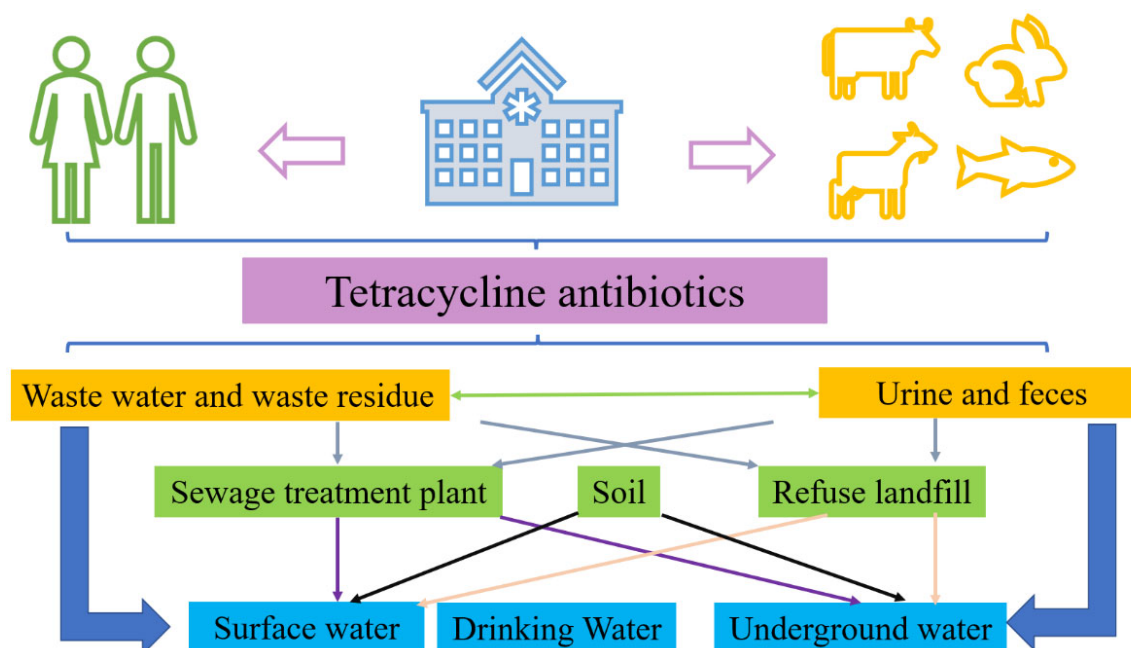 Tetracycline antibiotics
Waste water and waste residue
Urine and feces
Sewage treatment plant
Soil
Refuse landfill
Surface water
Drinking Water
Underground water